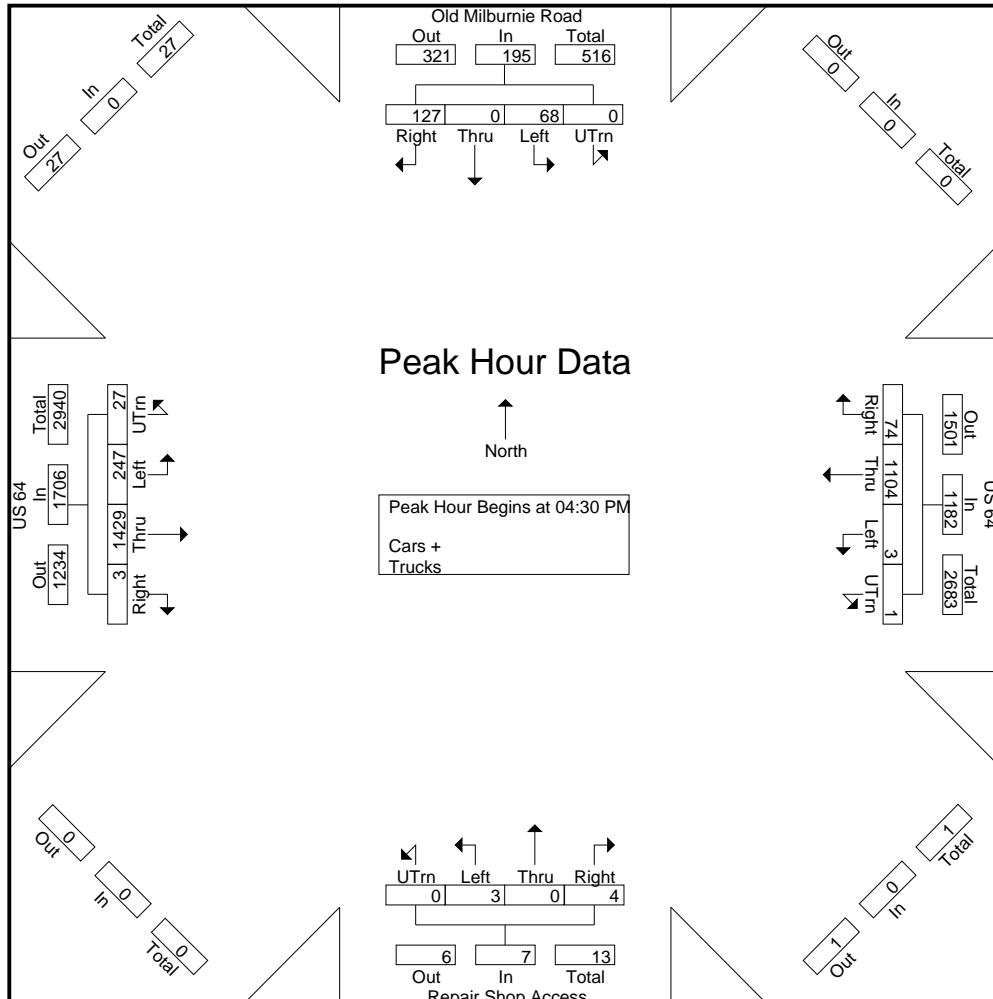 Old Milburnie Road
Out In Total
321 195 516
127 0 68 0
Right Thru Left UTrn
Total
27
In
0
Out
27
Out
0
In
0
Total
0
Peak Hour Data
North
Peak Hour Begins at 04:30 PM
Cars +
Trucks
US 64
Total In Out
2940 1706 1234
27 247 1429 3
UTrn Left Thru Right
US 64
Out In Total
1501 1182 2683
74 1104 3 1
Right Thru Left UTrn
Out
0
In
0
Total
0
Total
1
In
0
Out
1
UTrn Left Thru Right
0 3 0 4
6 7 13
Out In Total
Repair Shop Access